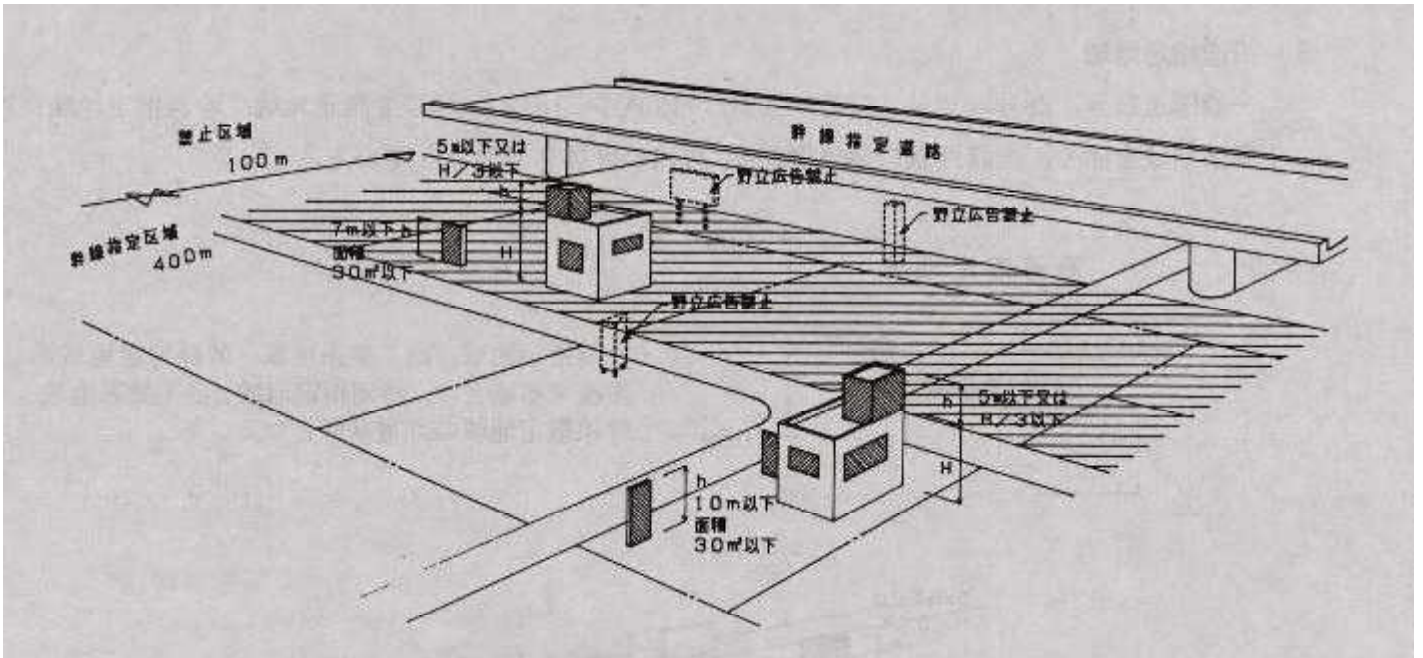 禁止区域
100m
幹線指定区域
400m
幹線指定道路
5m以下又は
H/3以下
h
H
7m以下 h
面積
30㎡以下
野立広告禁止
野立広告禁止
野立広告禁止
h
5m以下又は
H/3以下
H
h
10m以下
面積
30㎡以下